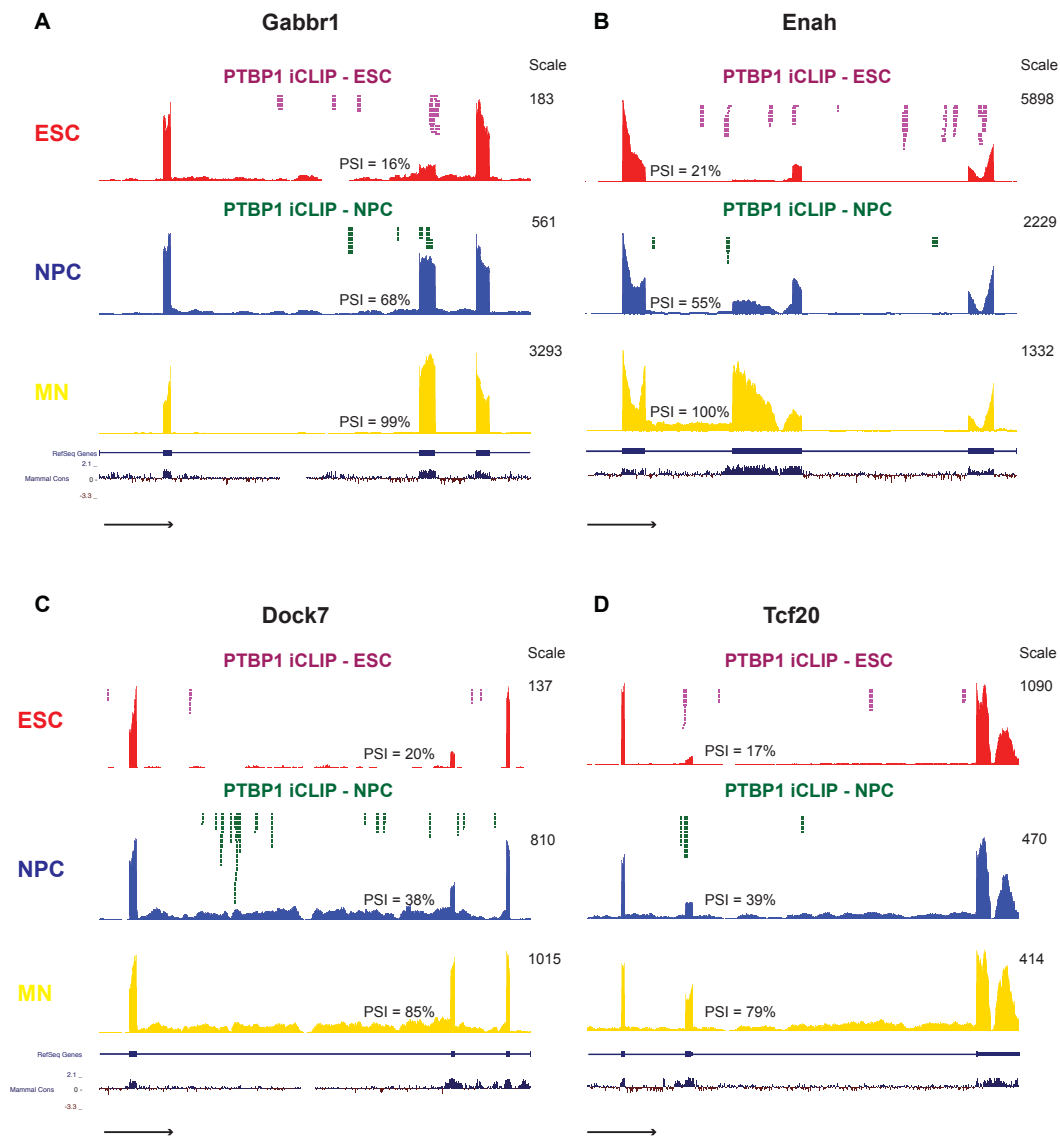 A
Gabbr1
PTBP1 iCLIP - ESC
Scale
183
ESC
PSI = 16%
PTBP1 iCLIP - NPC
561
NPC
PSI = 68%
3293
MN
PSI = 99%
RefSeq Genes
2.1 _
Mammal Cons 0 -
-3.3 _
B
Enah
PTBP1 iCLIP - ESC
Scale
5898
PSI = 21%
PTBP1 iCLIP - NPC
2229
PSI = 55%
1332
PSI = 100%
C
Dock7
PTBP1 iCLIP - ESC
Scale
137
ESC
PSI = 20%
PTBP1 iCLIP - NPC
810
NPC
PSI = 38%
1015
MN
PSI = 85%
RefSeq Genes
2.1 _
Mammal Cons 0 -
-3.3 _
D
Tcf20
PTBP1 iCLIP - ESC
Scale
1090
PSI = 17%
PTBP1 iCLIP - NPC
470
PSI = 39%
414
PSI = 79%